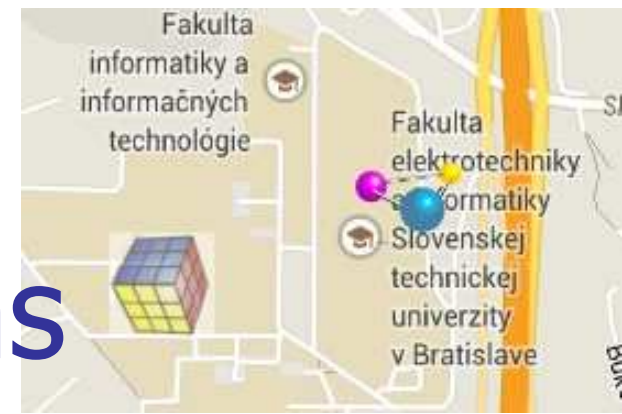 Fakulta
informatiky a
informačných
technológie
Fakulta
elektrotechniky
a informatiky
Slovenskej
technickej
univerzity
v Bratislave